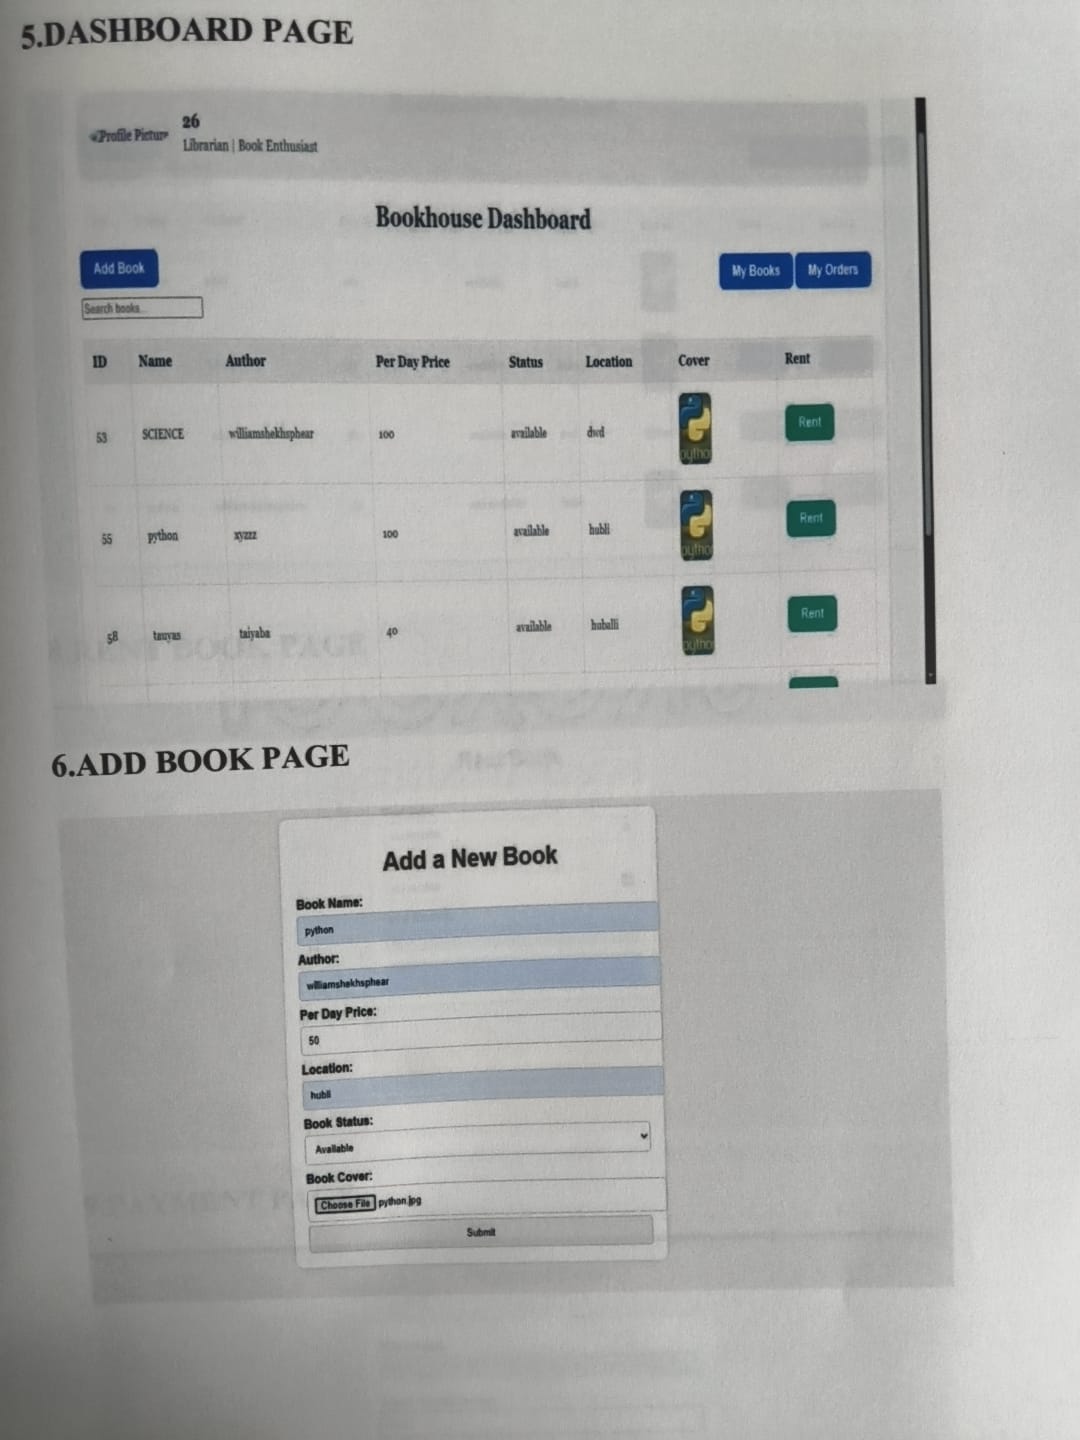 5.DASHBOARD PAGE
Profile Picture
26
Librarian | Book Enthusiast
Bookhouse Dashboard
Add Book
My Books My Orders
Search books...
ID Name Author Per Day Price Status Location Cover Rent
53 SCIENCE williamshekhsphear 100 available dwd python Rent
55 python xyzzz 100 available hubli python Rent
58 available huballi taiyaba 40 python Rent
6.ADD BOOK PAGE
Add a New Book
Book Name:
python
Author:
williamshekhsphear
Per Day Price:
50
Location:
hubli
Book Status:
Available
Book Cover:
Choose File python.jpg
Submit